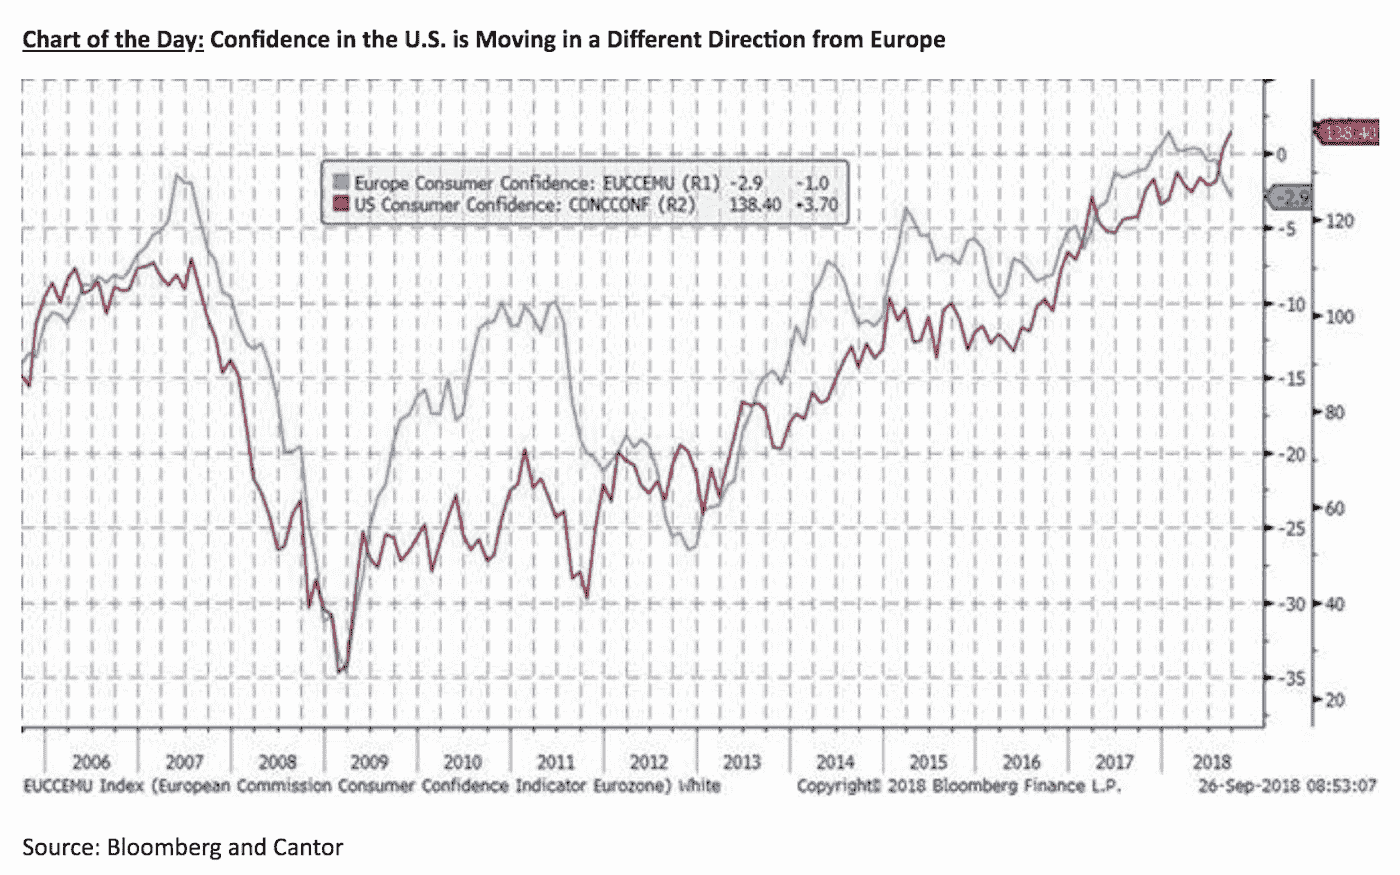 Chart of the Day: Confidence in the U.S. is Moving in a Different Direction from Europe
138.40
0
Europe Consumer Confidence: EUCCEMU (R1) -2.9 -1.0
-2.9
US Consumer Confidence: CONCCONF (R2) 138.40 +3.70
120
-5
-10
100
-15
80
-20
60
-25
-30
40
-35
20
2006 2007 2008 2009 2010 2011 2012 2013 2014 2015 2016 2017 2018
EUCCEMU Index (European Commission Consumer Confidence Indicator Eurozone) White Copyright© 2018 Bloomberg Finance L.P. 26-Sep-2018 08:53:07
Source: Bloomberg and Cantor